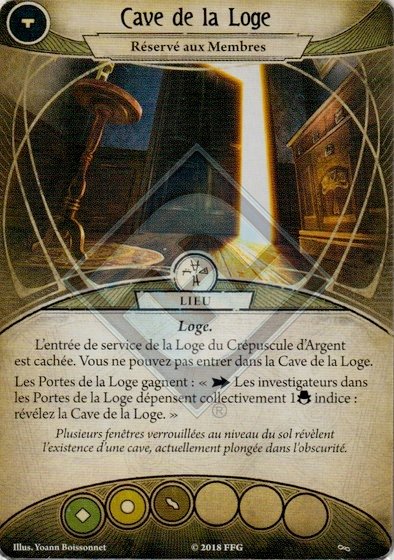 Cave de la Loge
Réservé aux Membres
LIEU
Loge.
L'entrée de service de la Loge du Crépuscule d'Argent
est cachée. Vous ne pouvez pas entrer dans la Cave de la Loge.
Les Portes de la Loge gagnent : « Les investigateurs dans
les Portes de la Loge dépensent collectivement 1 indice :
révélez la Cave de la Loge. »
Plusieurs fenêtres verrouillées au niveau du sol révèlent
l'existence d'une cave, actuellement plongée dans l'obscurité.
Illus. Yoann Boissonnet
© 2018 FFG